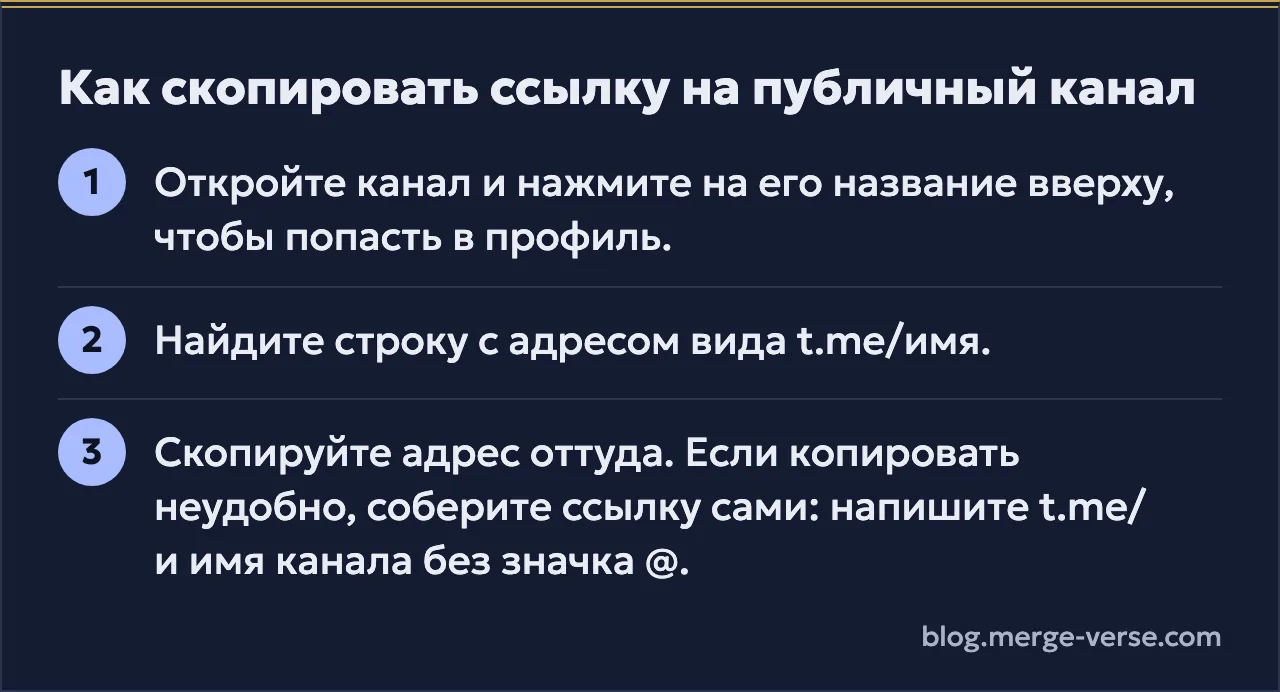 Как скопировать ссылку на публичный канал
1
Откройте канал и нажмите на его название вверху,
чтобы попасть в профиль.
2
Найдите строку с адресом вида t.me/имя.
3
Скопируйте адрес оттуда. Если копировать
неудобно, соберите ссылку сами: напишите t.me/
и имя канала без значка @.
blog.merge-verse.com